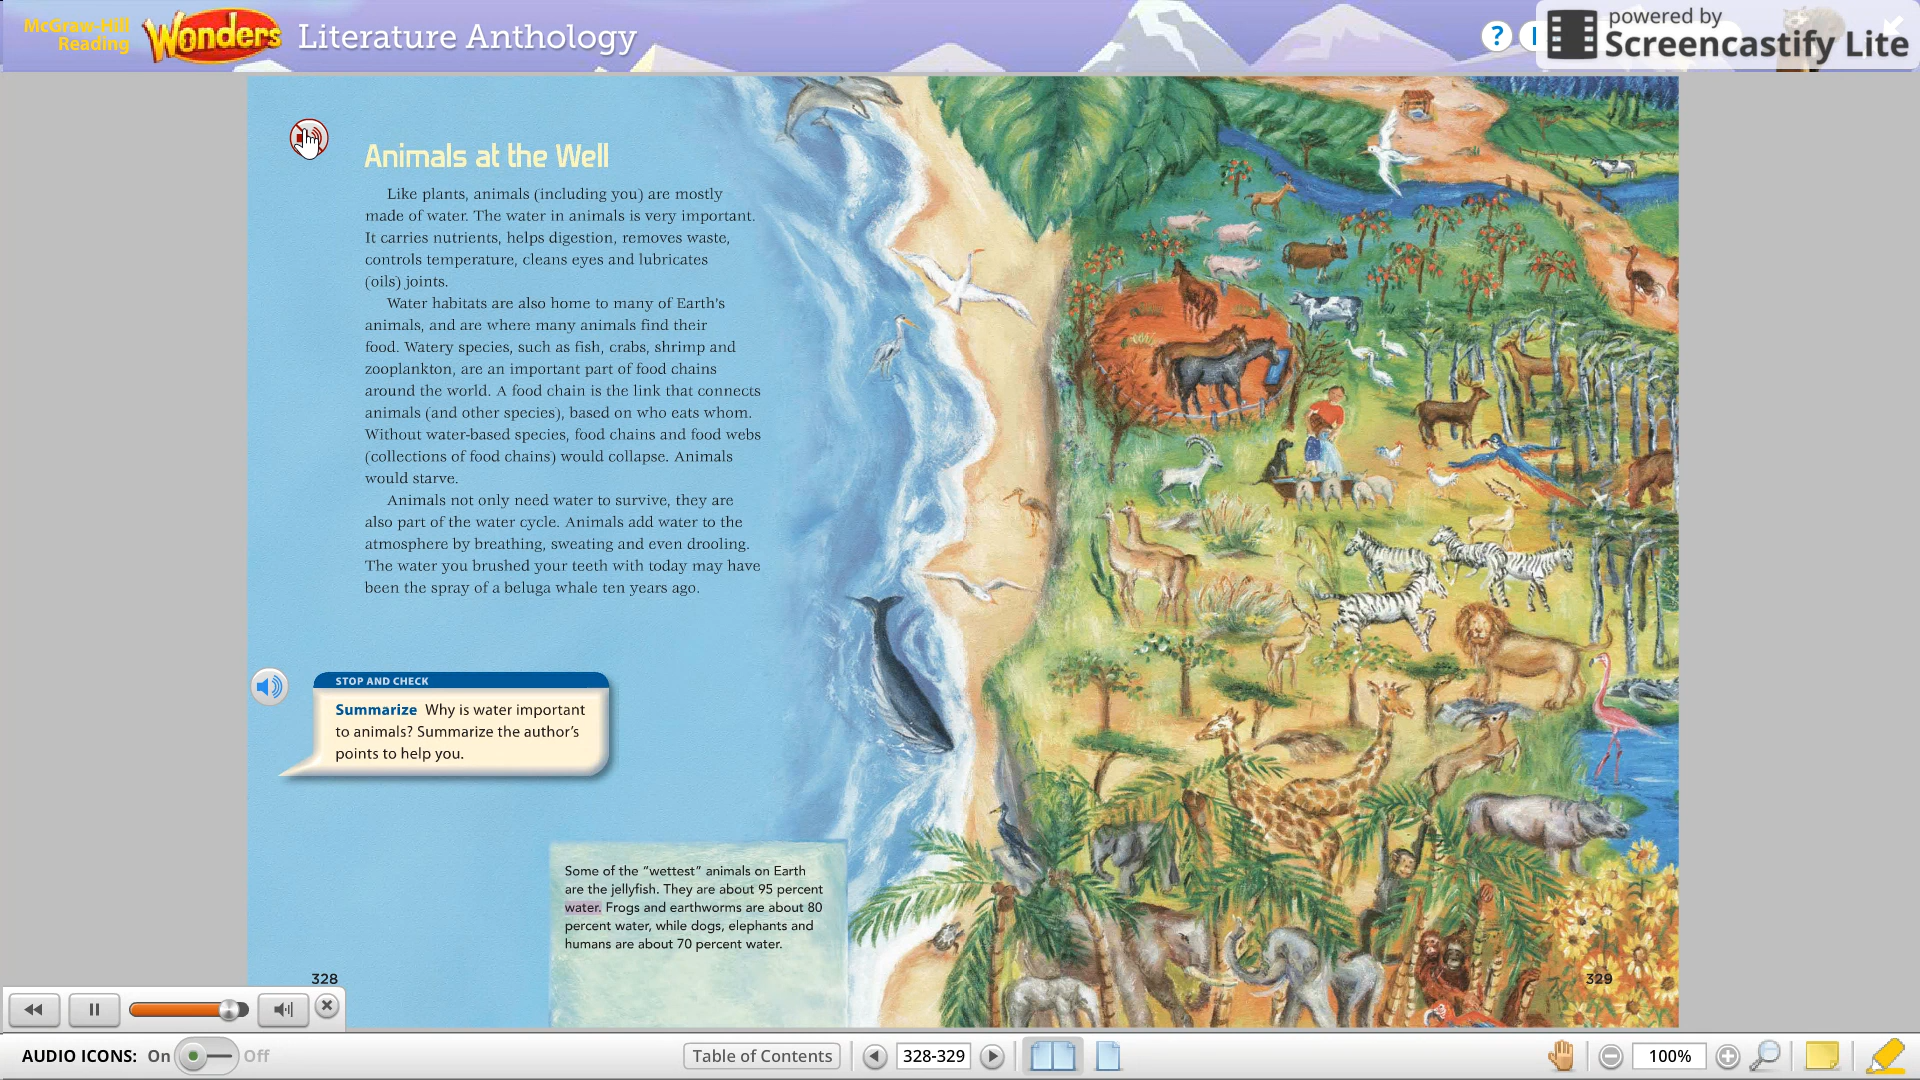 McGraw-Hill
Reading
Wonders
Literature Anthology
?
powered by
Screencastify Lite
Animals at the Well
Like plants, animals (including you) are mostly
made of water. The water in animals is very important.
It carries nutrients, helps digestion, removes waste,
controls temperature, cleans eyes and lubricates
(oils) joints.
Water habitats are also home to many of Earth's
animals, and are where many animals find their
food. Watery species, such as fish, crabs, shrimp and
zooplankton, are an important part of food chains
around the world. A food chain is the link that connects
animals (and other species), based on who eats whom.
Without water-based species, food chains and food webs
(collections of food chains) would collapse. Animals
would starve.
Animals not only need water to survive, they are
also part of the water cycle. Animals add water to the
atmosphere by breathing, sweating and even drooling.
The water you brushed your teeth with today may have
been the spray of a beluga whale ten years ago.
STOP AND CHECK
Summarize Why is water important
to animals? Summarize the author's
points to help you.
Some of the "wettest" animals on Earth
are the jellyfish. They are about 95 percent
water. Frogs and earthworms are about 80
percent water, while dogs, elephants and
humans are about 70 percent water.
328
329
AUDIO ICONS: On Off
Table of Contents
328-329
100%